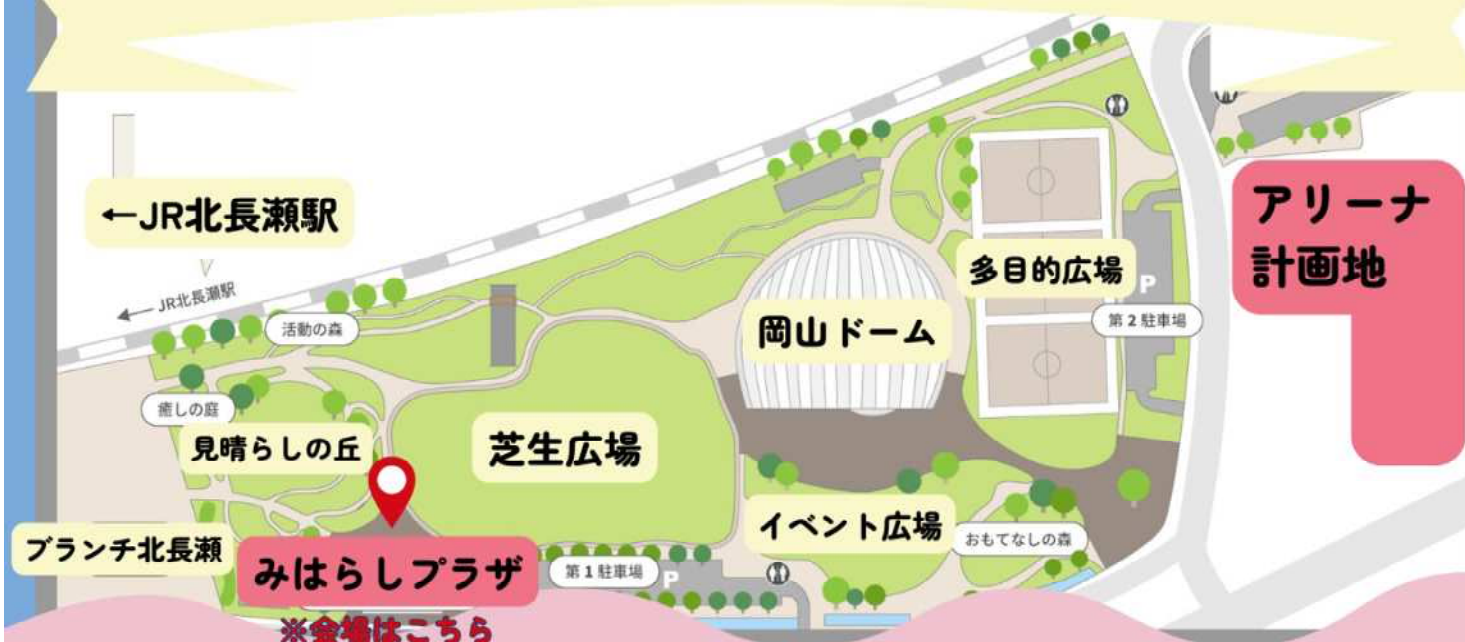 ←JR北長瀬駅
← JR北長瀬駅
活動の森
癒しの庭
見晴らしの丘
芝生広場
岡山ドーム
多目的広場
P
第2駐車場
アリーナ
計画地
イベント広場
おもてなしの森
ブランチ北長瀬
みはらしプラザ
※会場はこちら
第1駐車場
P